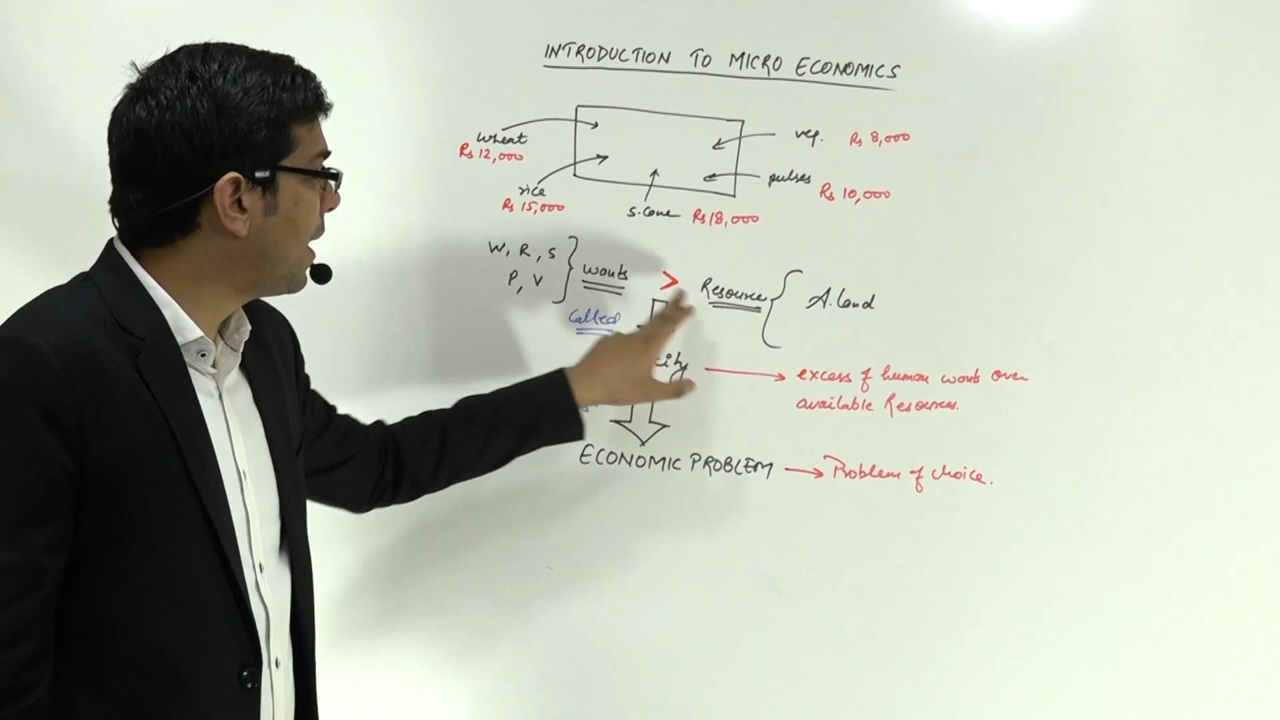 INTRODUCTION TO MICRO ECONOMICS
wheat
Rs 12,000
veg. Rs 8,000
rice
Rs 15,000
pulses
Rs 10,000
S.cane Rs 18,000
W, R, S
P, V
wants > Resource { A.land
Called
city → excess of human wants over
available Resources.
ECONOMIC PROBLEM → Problem of choice.